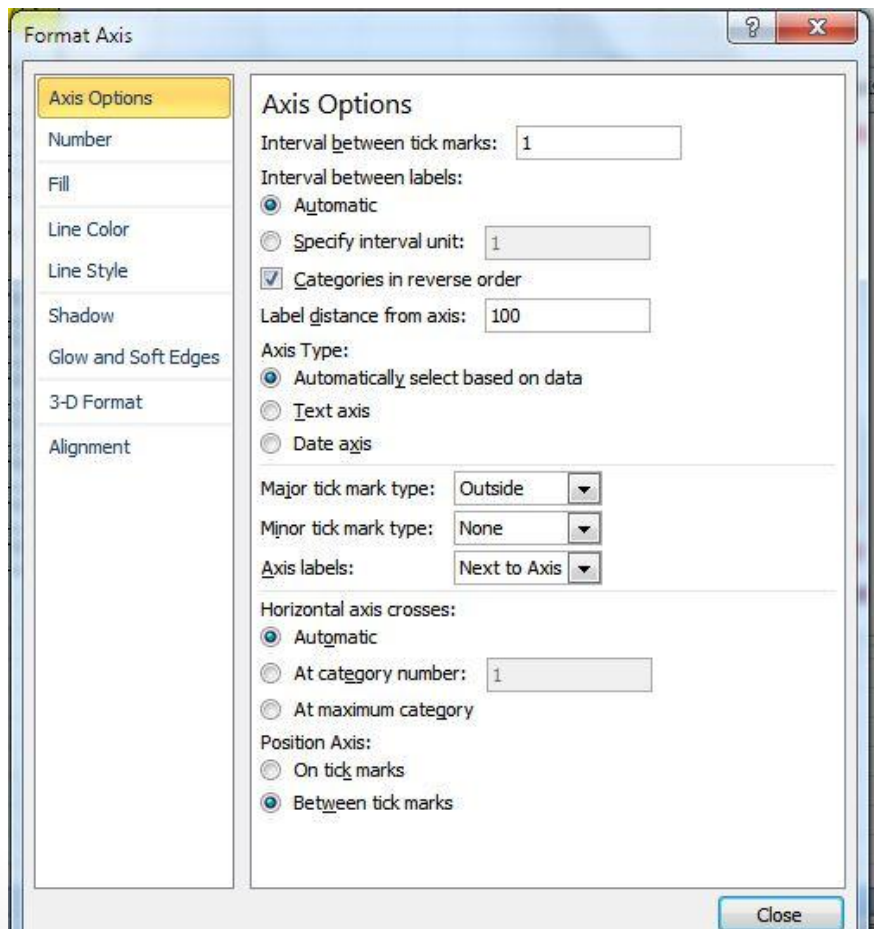 Format Axis
Axis Options
Number
Fill
Line Color
Line Style
Shadow
Glow and Soft Edges
3-D Format
Alignment
Axis Options
Interval between tick marks: 1
Interval between labels:
Automatic
Specify interval unit: 1
Categories in reverse order
Label distance from axis: 100
Axis Type:
Automatically select based on data
Text axis
Date axis
Major tick mark type: Outside
Minor tick mark type: None
Axis labels: Next to Axis
Horizontal axis crosses:
Automatic
At category number: 1
At maximum category
Position Axis:
On tick marks
Between tick marks
Close